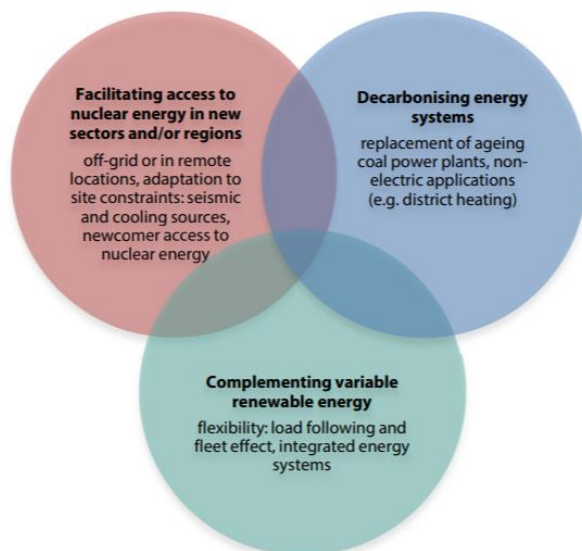 Facilitating access to
nuclear energy in new
sectors and/or regions
off-grid or in remote
locations, adaptation to
site constraints: seismic
and cooling sources,
newcomer access to
nuclear energy
Decarbonising energy
systems
replacement of ageing
coal power plants, non-
electric applications
(e.g. district heating)
Complementing variable
renewable energy
flexibility: load following and
fleet effect, integrated energy
systems